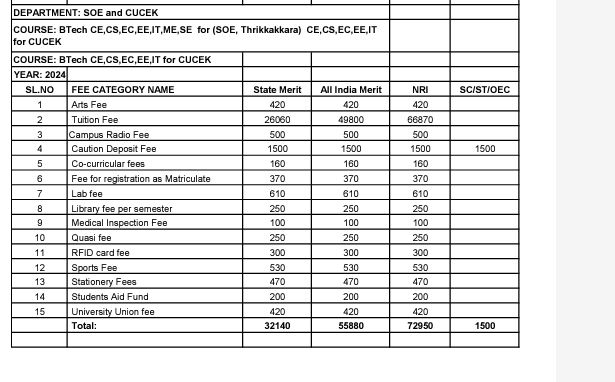 DEPARTMENT: SOE and CUCEK
COURSE: BTech CE,CS,EC,EE,IT,ME,SE for (SOE, Thrikkakkara) CE,CS,EC,EE,IT
for CUCEK
COURSE: BTech CE,CS,EC,EE,IT for CUCEK
YEAR: 2024
SL.NO FEE CATEGORY NAME State Merit All India Merit NRI SC/ST/OEC
1 Arts Fee 420 420 420
2 Tuition Fee 26060 49800 66870
3 Campus Radio Fee 500 500 500
4 Caution Deposit Fee 1500 1500 1500 1500
5 Co-curricular fees 160 160 160
6 Fee for registration as Matriculate 370 370 370
7 Lab fee 610 610 610
8 Library fee per semester 250 250 250
9 Medical Inspection Fee 100 100 100
10 Quasi fee 250 250 250
11 RFID card fee 300 300 300
12 Sports Fee 530 530 530
13 Stationery Fees 470 470 470
14 Students Aid Fund 200 200 200
15 University Union fee 420 420 420
Total: 32140 55880 72950 1500